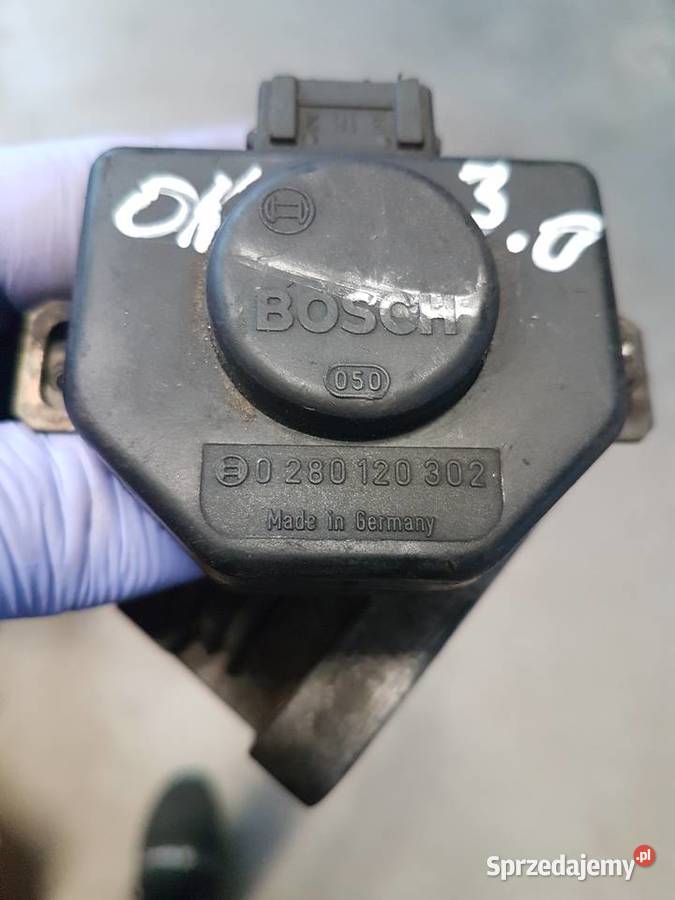 OK 3.0
BOSCH
050
0 280 120 302
Made in Germany
Sprzedajemy.pl